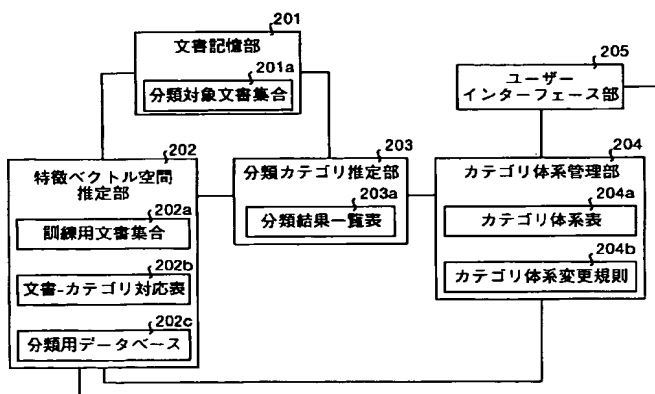 201
文書記憶部
201a
分類対象文書集合
205
ユーザー
インターフェース部
202
特徴ベクトル空間
推定部
202a
訓練用文書集合
202b
文書-カテゴリ対応表
202c
分類用データベース
203
分類カテゴリ推定部
203a
分類結果一覧表
204
カテゴリ体系管理部
204a
カテゴリ体系表
204b
カテゴリ体系変更規則